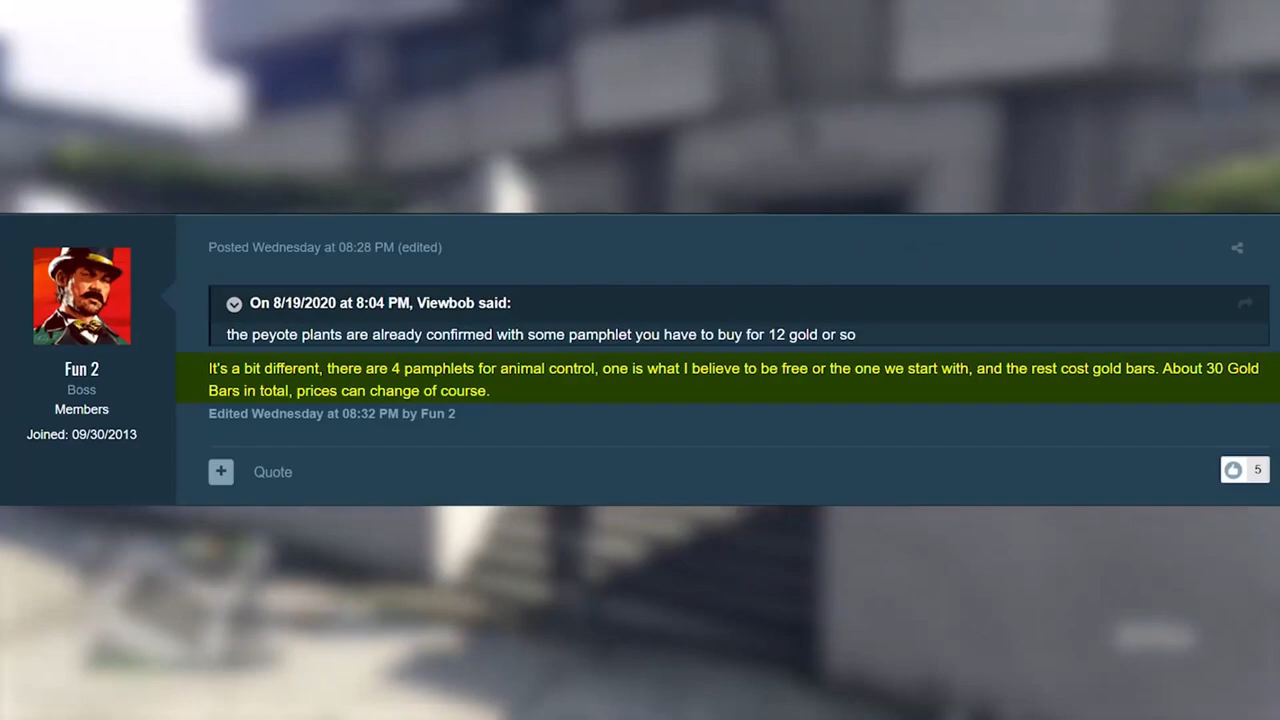 Posted Wednesday at 08:28 PM (edited)
On 8/19/2020 at 8:04 PM, Viewbob said:
the peyote plants are already confirmed with some pamphlet you have to buy for 12 gold or so
Fun 2
Boss
Members
Joined: 09/30/2013
It's a bit different, there are 4 pamphlets for animal control, one is what I believe to be free or the one we start with, and the rest cost gold bars. About 30 Gold
Bars in total, prices can change of course.
Edited Wednesday at 08:32 PM by Fun 2
+ Quote
5